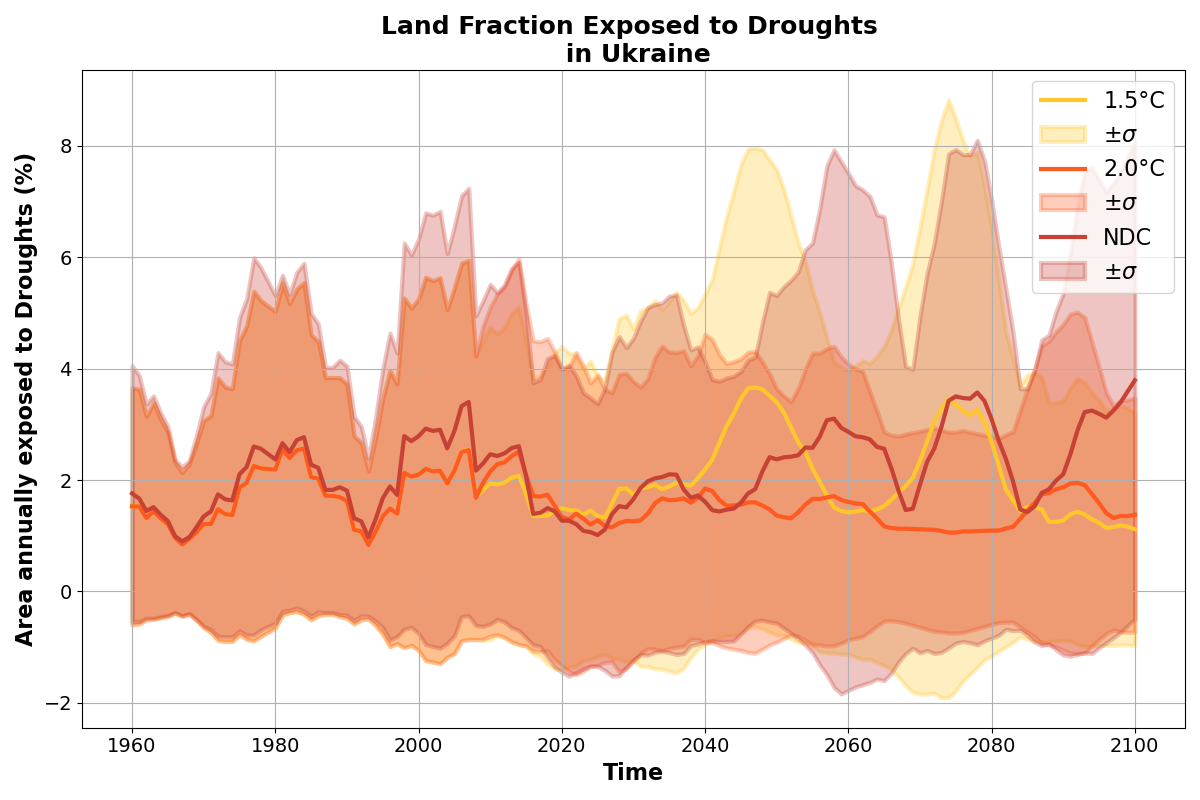 Land Fraction Exposed to Droughts
in Ukraine
Area annually exposed to Droughts (%)
8
6
4
2
0
−2
1960
1980
2000
2020
2040
2060
2080
2100
Time
1.5°C
±σ
2.0°C
±σ
NDC
±σ